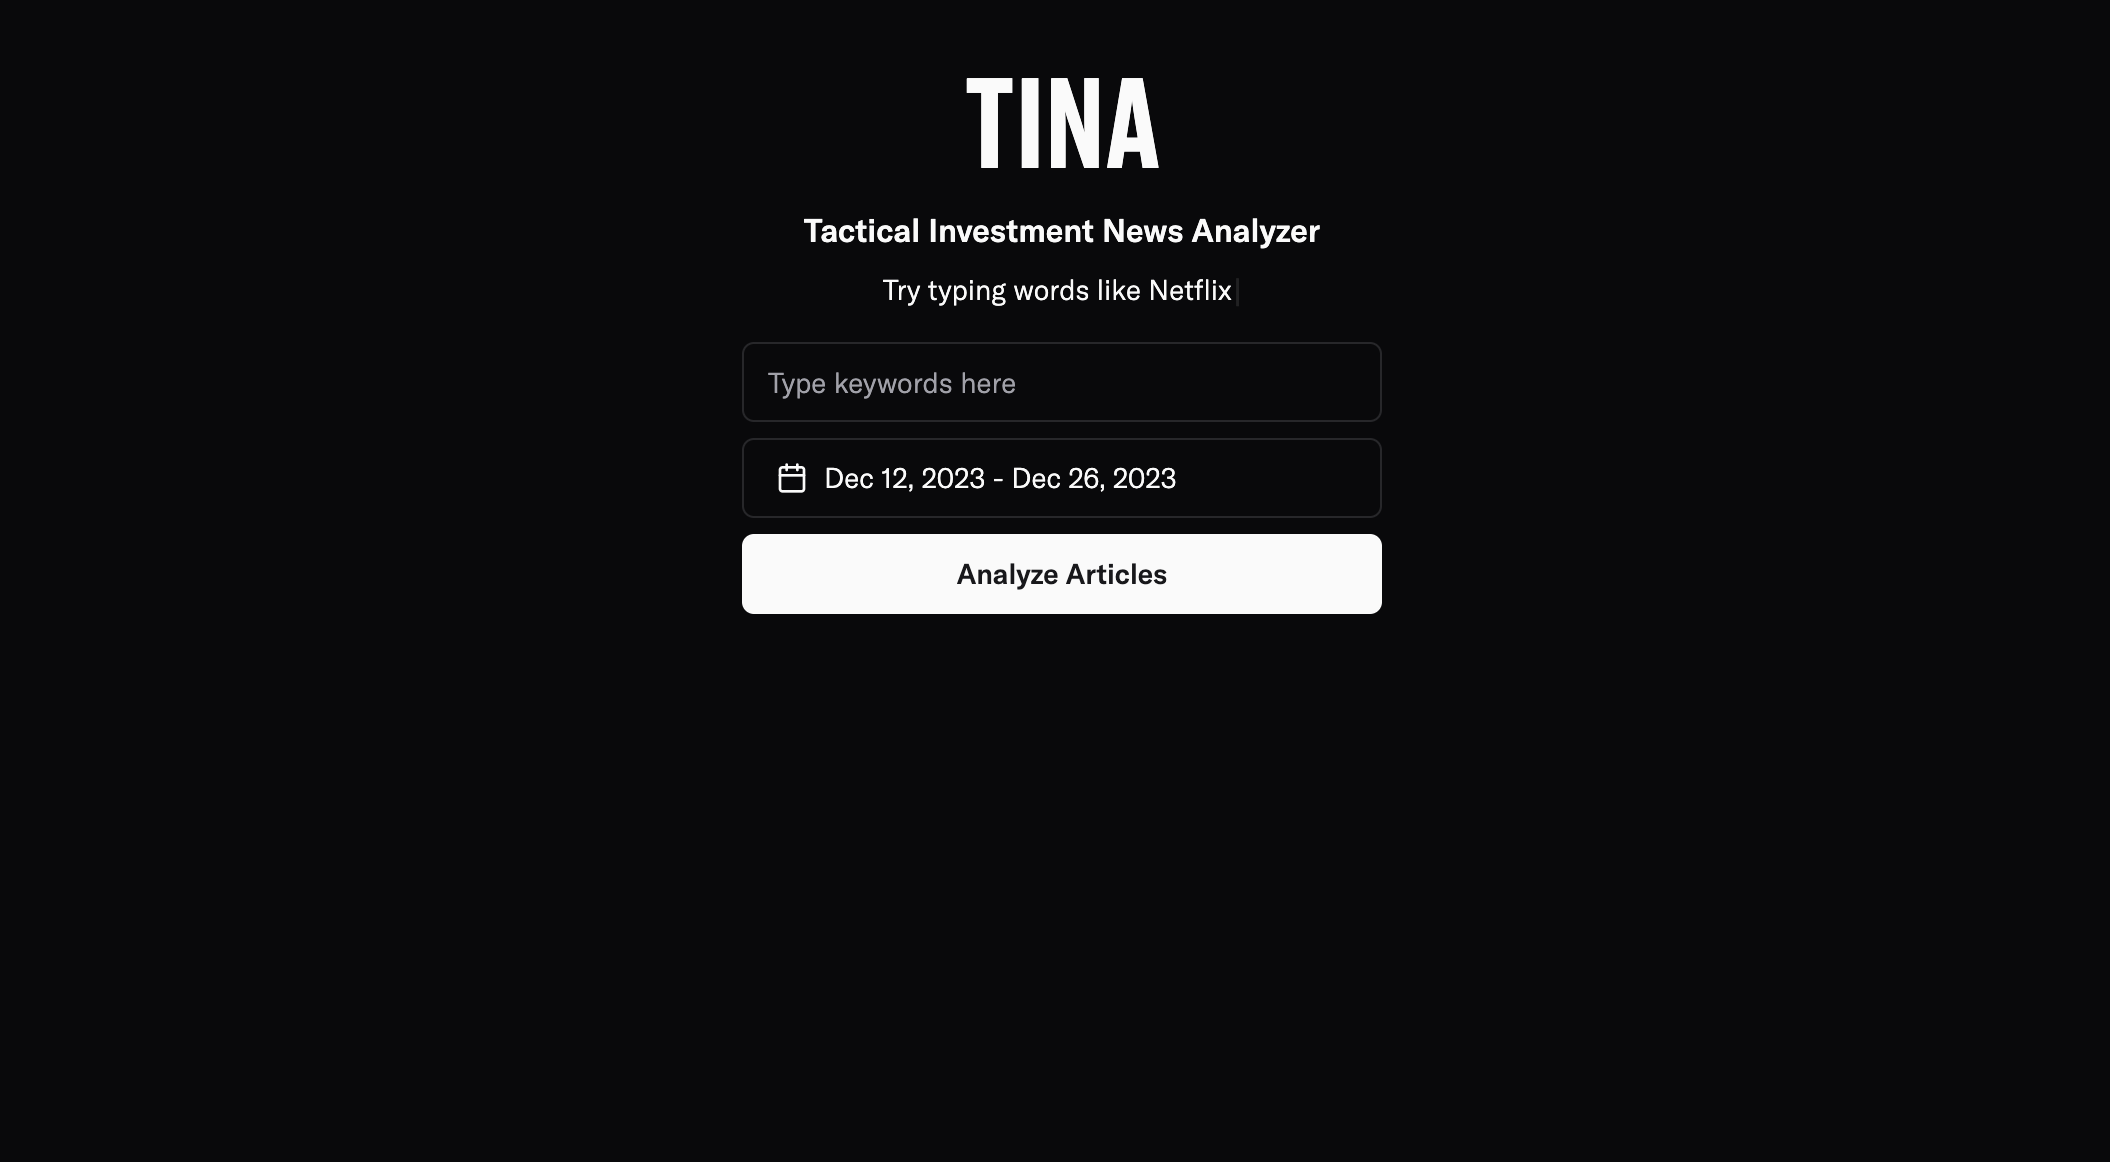 TINA
Tactical Investment News Analyzer
Try typing words like Netflix
Type keywords here
Dec 12, 2023 - Dec 26, 2023
Analyze Articles